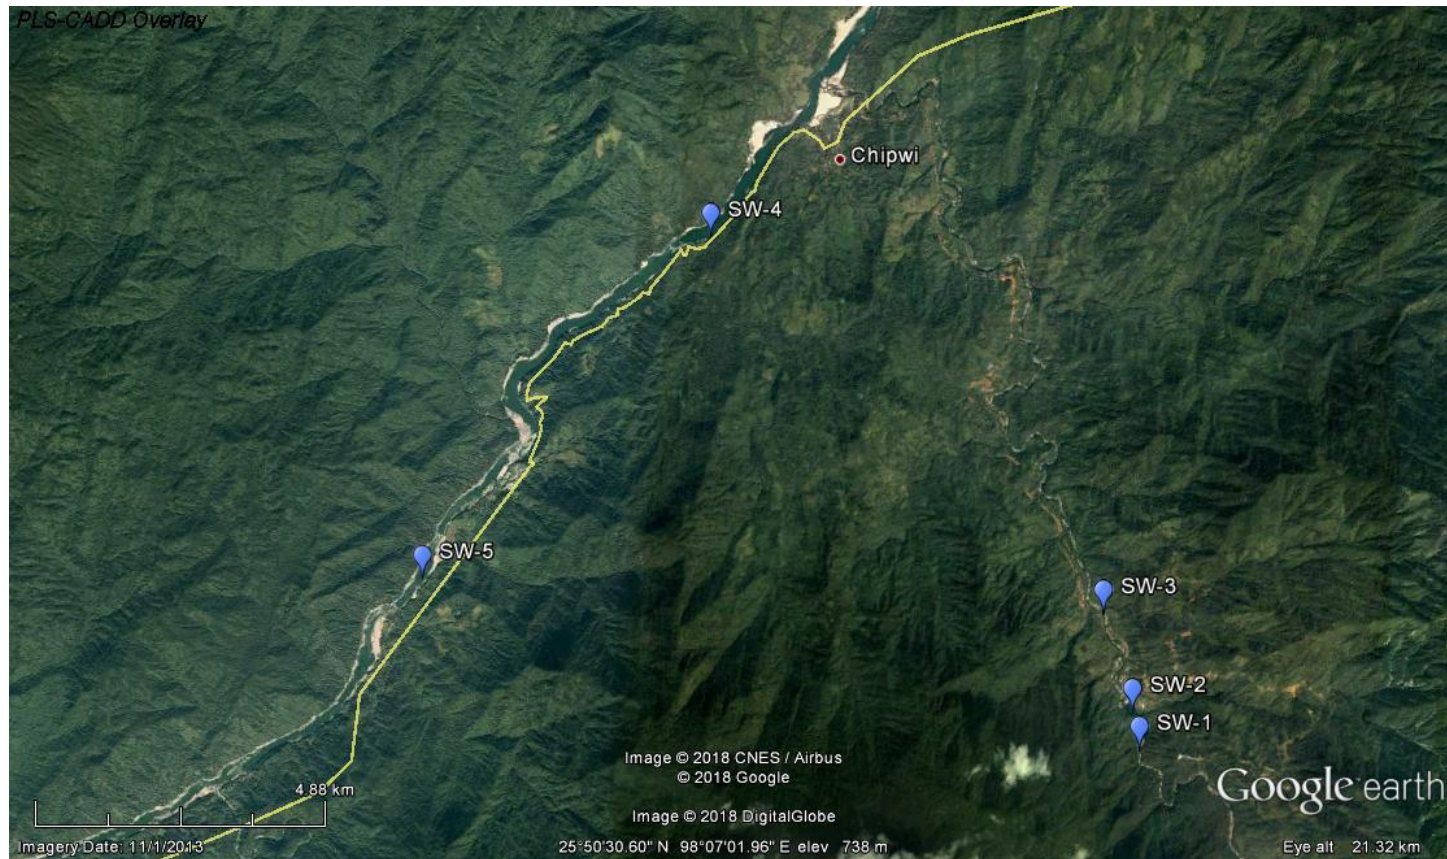 PLS-CADD Overlay
Chipwi
SW-4
SW-5
SW-3
SW-2
SW-1
Image © 2018 CNES / Airbus
© 2018 Google
Google earth
4.88 km
Image © 2018 DigitalGlobe
Imagery Date: 11/1/2013
25°50'30.60" N 98°07'01.96" E elev 738 m
Eye alt 21.32 km